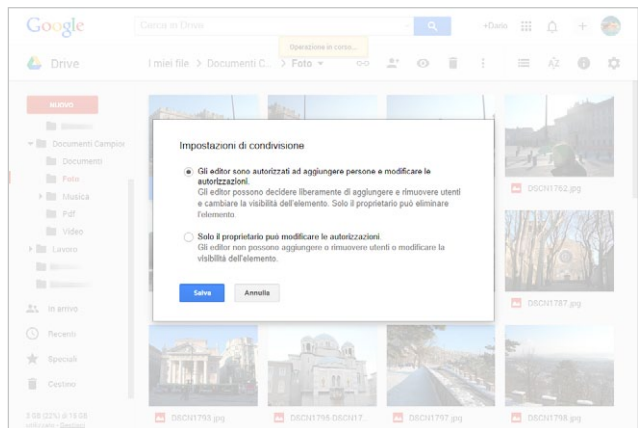 Google
Cerca in Drive
+Dario
Operazione in corso...
Drive
I miei file > Documenti C... > Foto
NUOVO
Documenti Campior
Documenti
Foto
Musica
Pdf
Video
Lavoro
In arrivo
Recenti
Speciali
Cestino
Impostazioni di condivisione
Gli editor sono autorizzati ad aggiungere persone e modificare le
autorizzazioni.
Gli editor possono decidere liberamente di aggiungere e rimuovere utenti
e cambiare la visibilità dell'elemento. Solo il proprietario può eliminare
l'elemento.
Solo il proprietario può modificare le autorizzazioni.
Gli editor non possono aggiungere o rimuovere utenti o modificare la
visibilità dell'elemento.
Salva
Annulla
DSCN1762.jpg
DSCN1787.jpg
DSCN1793.jpg
DSCN1795-DSCN17...
DSCN1797.jpg
DSCN1798.jpg